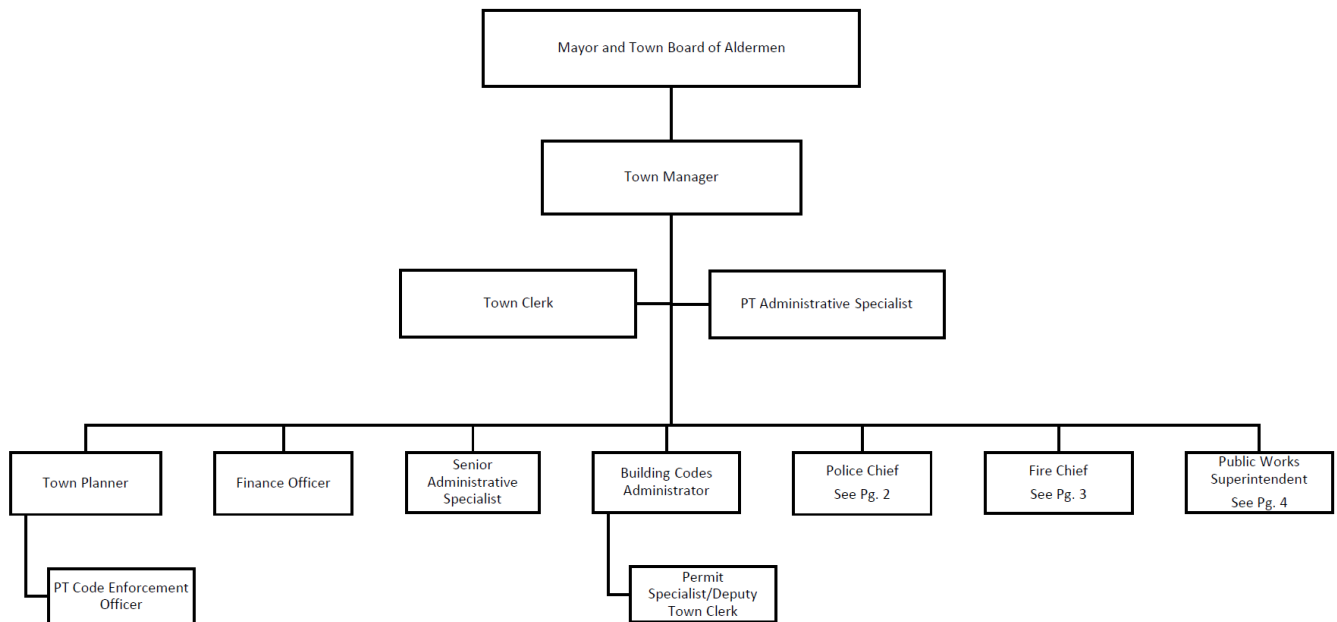 Mayor and Town Board of Aldermen
Town Manager
Town Clerk
PT Administrative Specialist
Town Planner
Finance Officer
Senior
Administrative
Specialist
Building Codes
Administrator
Police Chief
See Pg. 2
Fire Chief
See Pg. 3
Public Works
Superintendent
See Pg. 4
PT Code Enforcement
Officer
Permit
Specialist/Deputy
Town Clerk